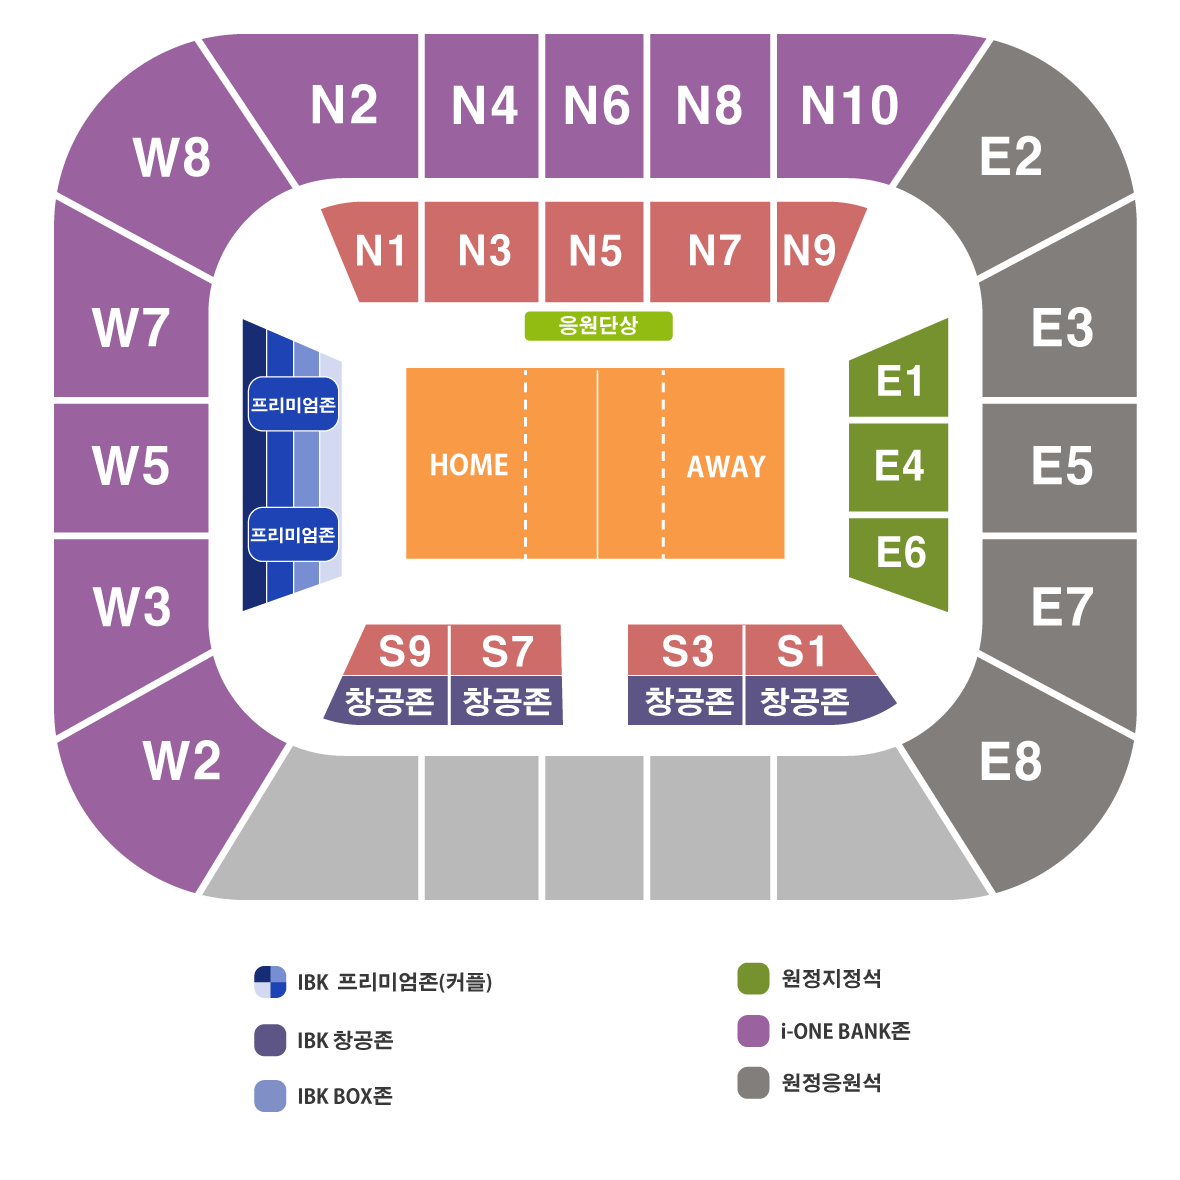 N2 N4 N6 N8 N10
W8 E2
N1 N3 N5 N7 N9
W7 E3
응원단상
E1
프리미엄존
HOME AWAY
W5 E4 E5
프리미엄존 E6
W3 E7
S9 S7 S3 S1
창공존 창공존 창공존 창공존
W2 E8
IBK 프리미엄존(커플) 원정지정석
IBK 창공존 i-ONE BANK존
IBK BOX존 원정응원석